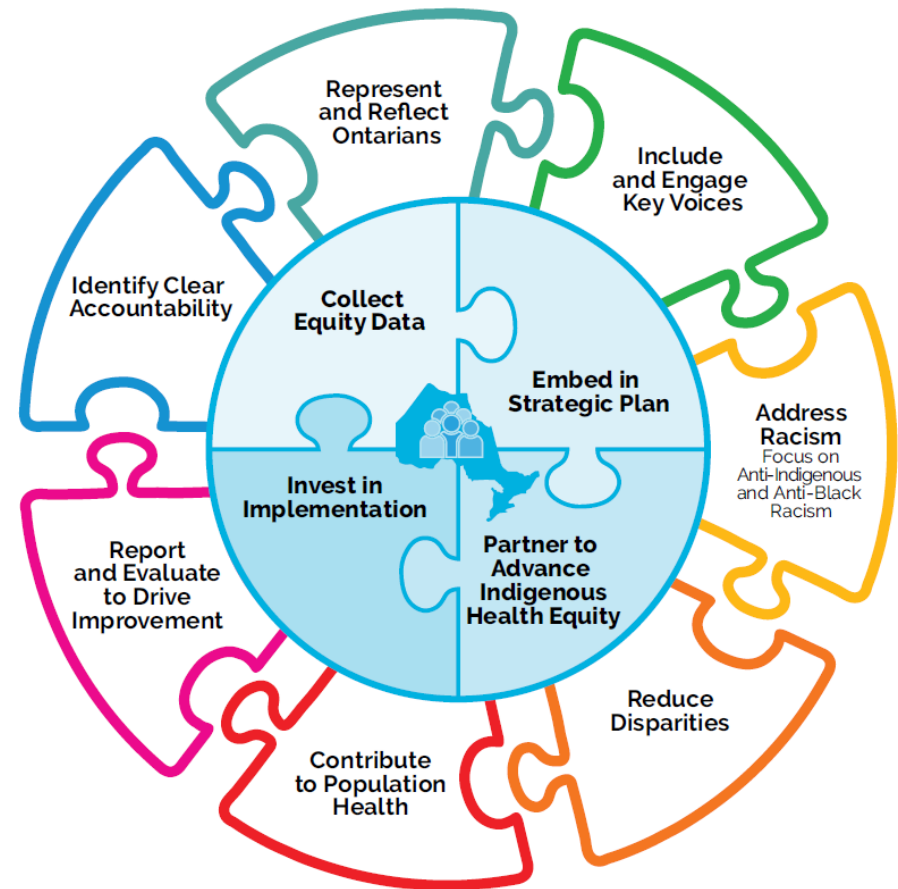 Represent
and Reflect
Ontarians
Include
and Engage
Key Voices
Identify Clear
Accountability
Collect
Equity Data
Embed in
Strategic Plan
Address
Racism
Focus on
Anti-Indigenous
and Anti-Black
Racism
Invest in
Implementation
Partner to
Advance
Indigenous
Health Equity
Report
and Evaluate
to Drive
Improvement
Reduce
Disparities
Contribute
to Population
Health